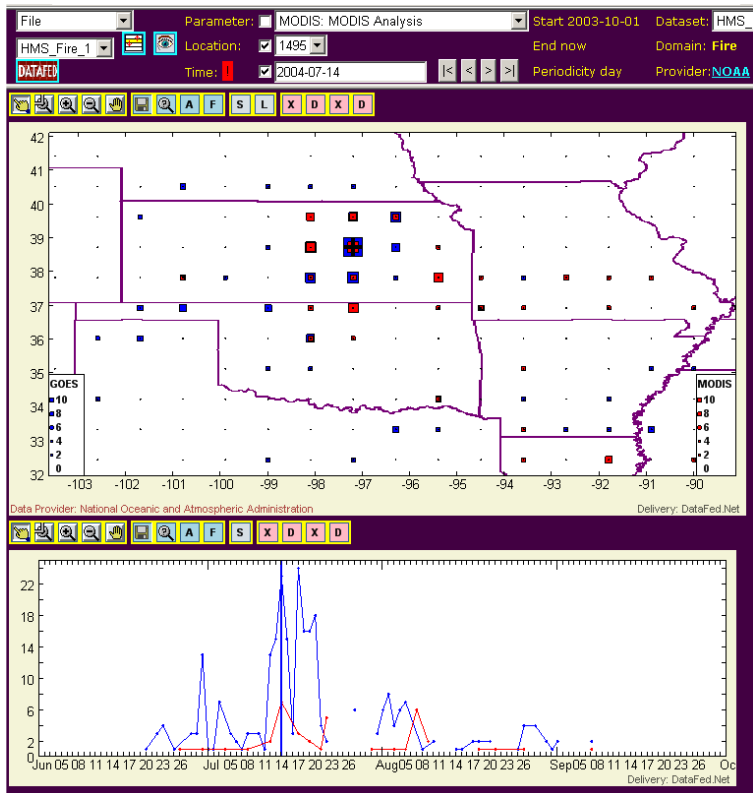 File Parameter: MODIS: MODIS Analysis Start 2003-10-01 Dataset: HMS_
HMS_Fire_1 Location: 1495 End now Domain: Fire
DATAFED Time: ! 2004-07-14 |< < > >| Periodicity day Provider: NOAA
A F S L X D X D
42
41
40
39
38
37
36
35
34
33
32
GOES
10
8
6
4
2
0
MODIS
10
8
6
4
2
0
-103 -102 -101 -100 -99 -98 -97 -96 -95 -94 -93 -92 -91 -90
Data Provider: National Oceanic and Atmospheric Administration Delivery: DataFed.Net
A F S X D X D
22
18
14
10
6
2
0
Jun 05 08 11 14 17 20 23 26 Jul 05 08 11 14 17 20 23 26 Aug 05 08 11 14 17 20 23 26 Sep 05 08 11 14 17 20 23 26 Oc
Delivery: DataFed.Net